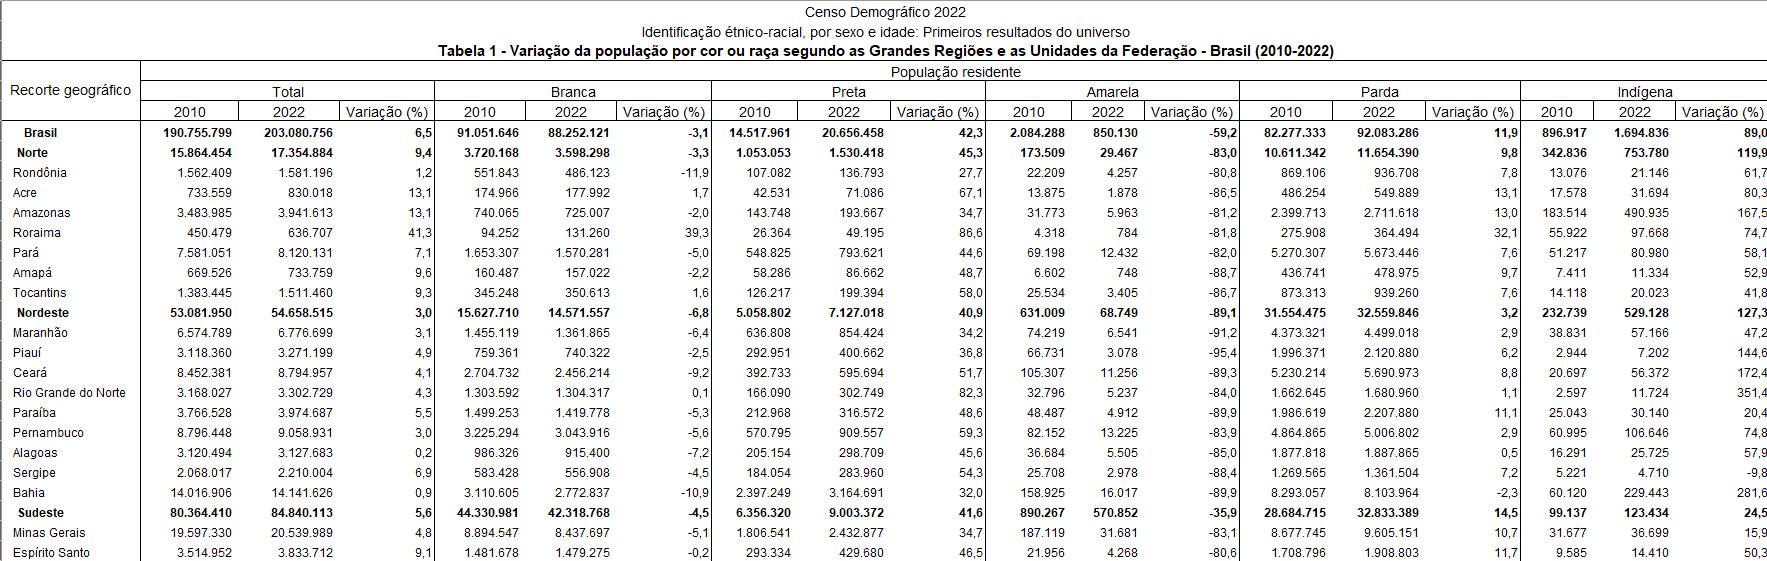 Censo Demográfico 2022
Identificação étnico-racial, por sexo e idade: Primeiros resultados do universo
Tabela 1 - Variação da população por cor ou raça segundo as Grandes Regiões e as Unidades da Federação - Brasil (2010-2022)
Recorte geográfico
População residente
Total Branca Preta Amarela Parda Indígena
2010 2022 Variação (%) 2010 2022 Variação (%) 2010 2022 Variação (%) 2010 2022 Variação (%) 2010 2022 Variação (%) 2010 2022 Variação (%)
Brasil 190.755.799 203.080.756 6,5 91.051.646 88.252.121 -3,1 14.517.961 20.656.458 42,3 2.084.288 850.130 -59,2 82.277.333 92.083.286 11,9 896.917 1.694.836 89,0
Norte 15.864.454 17.354.884 9,4 3.720.168 3.598.298 -3,3 1.053.053 1.530.418 45,3 173.509 29.467 -83,0 10.611.342 11.654.390 9,8 342.836 753.780 119,9
Rondônia 1.562.409 1.581.196 1,2 551.843 486.123 -11,9 107.082 136.793 27,7 22.209 4.257 -80,8 869.106 936.708 7,8 13.076 21.146 61,7
Acre 733.559 830.018 13,1 174.966 177.992 1,7 42.531 71.086 67,1 13.875 1.878 -86,5 486.254 549.889 13,1 17.578 31.694 80,3
Amazonas 3.483.985 3.941.613 13,1 740.065 725.007 -2,0 143.748 193.667 34,7 31.773 5.963 -81,2 2.399.713 2.711.618 13,0 183.514 490.935 167,5
Roraima 450.479 636.707 41,3 94.252 131.260 39,3 26.364 49.195 86,6 4.318 784 -81,8 275.908 364.494 32,1 55.922 97.668 74,7
Pará 7.581.051 8.120.131 7,1 1.653.307 1.570.281 -5,0 548.825 793.621 44,6 69.198 12.432 -82,0 5.270.307 5.673.446 7,6 51.217 80.980 58,1
Amapá 669.526 733.759 9,6 160.487 157.022 -2,2 58.286 86.662 48,7 6.602 748 -88,7 436.741 478.975 9,7 7.411 11.334 52,9
Tocantins 1.383.445 1.511.460 9,3 345.248 350.613 1,6 126.217 199.394 58,0 25.534 3.405 -86,7 873.313 939.260 7,6 14.118 20.023 41,8
Nordeste 53.081.950 54.658.515 3,0 15.627.710 14.571.557 -6,8 5.058.802 7.127.018 40,9 631.009 68.749 -89,1 31.554.475 32.559.846 3,2 232.739 529.128 127,3
Maranhão 6.574.789 6.776.699 3,1 1.455.119 1.361.865 -6,4 636.808 854.424 34,2 74.219 6.541 -91,2 4.373.321 4.499.018 2,9 38.831 57.166 47,2
Piauí 3.118.360 3.271.199 4,9 759.361 740.322 -2,5 292.951 400.662 36,8 66.731 3.078 -95,4 1.996.371 2.120.880 6,2 2.944 7.202 144,6
Ceará 8.452.381 8.794.957 4,1 2.704.732 2.456.214 -9,2 392.733 595.694 51,7 105.307 11.256 -89,3 5.230.214 5.690.973 8,8 20.697 56.372 172,4
Rio Grande do Norte 3.168.027 3.302.729 4,3 1.303.592 1.304.317 0,1 166.090 302.749 82,3 32.796 5.237 -84,0 1.662.645 1.680.960 1,1 2.597 11.724 351,4
Paraíba 3.766.528 3.974.687 5,5 1.499.253 1.419.778 -5,3 212.968 316.572 48,6 48.487 4.912 -89,9 1.986.619 2.207.880 11,1 25.043 30.140 20,4
Pernambuco 8.796.448 9.058.931 3,0 3.225.294 3.043.916 -5,6 570.795 909.557 59,3 82.152 13.225 -83,9 4.864.865 5.006.802 2,9 60.995 106.646 74,8
Alagoas 3.120.494 3.127.683 0,2 986.326 915.400 -7,2 205.154 298.709 45,6 36.684 5.505 -85,0 1.877.818 1.887.865 0,5 16.291 25.725 57,9
Sergipe 2.068.017 2.210.004 6,9 583.428 556.908 -4,5 184.054 283.960 54,3 25.708 2.978 -88,4 1.269.565 1.361.504 7,2 5.221 4.710 -9,8
Bahia 14.016.906 14.141.626 0,9 3.110.605 2.772.837 -10,9 2.397.249 3.164.691 32,0 158.925 16.017 -89,9 8.293.057 8.103.964 -2,3 60.120 229.443 281,6
Sudeste 80.364.410 84.840.113 5,6 44.330.981 42.318.768 -4,5 6.356.320 9.003.372 41,6 890.267 570.852 -35,9 28.684.715 32.833.389 14,5 99.137 123.434 24,5
Minas Gerais 19.597.330 20.539.989 4,8 8.894.547 8.437.697 -5,1 1.806.541 2.432.877 34,7 187.119 31.681 -83,1 8.677.745 9.605.151 10,7 31.677 36.699 15,9
Espírito Santo 3.514.952 3.833.712 9,1 1.481.678 1.479.275 -0,2 293.334 429.680 46,5 21.956 4.268 -80,6 1.708.796 1.908.803 11,7 9.585 14.410 50,3